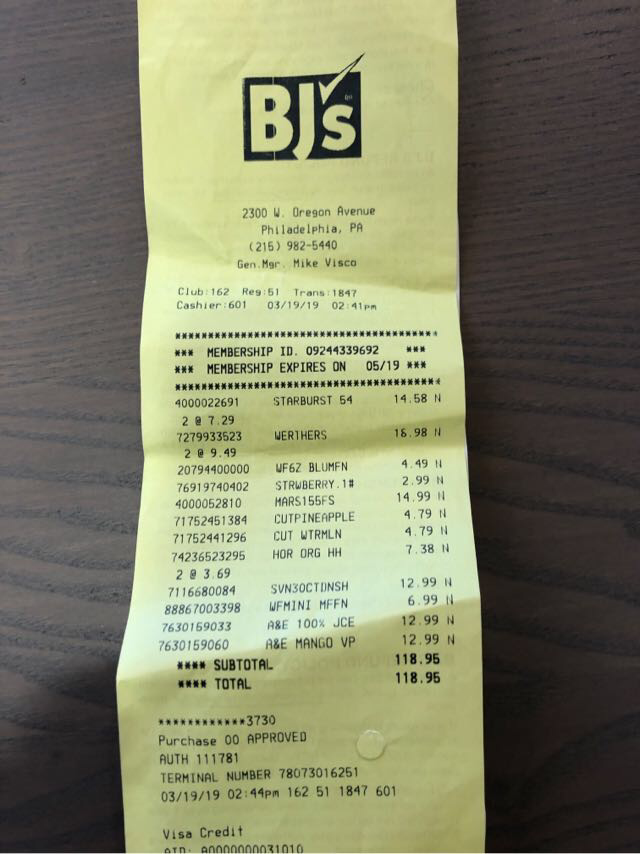 BJ's
2300 W. Oregon Avenue
Philadelphia, PA
(215) 982-5440
Gen.Mgr. Mike Visco
Club:162 Reg:51 Trans:1847
Cashier:601 03/19/19 02:41pm
****************************************
*** MEMBERSHIP ID. 09244339692 ***
*** MEMBERSHIP EXPIRES ON 05/19 ***
****************************************
4000022691 STARBURST 54 14.58 N
2 @ 7.29
7279933523 WERTHERS 18.98 N
2 @ 9.49
20794400000 WF6Z BLUMFN 4.49 N
76919740402 STRWBERRY.1# 2.99 N
4000052810 MARS155FS 14.99 N
71752451384 CUTPINEAPPLE 4.79 N
71752441296 CUT WTRMLN 4.79 N
74236523295 HOR ORG HH 7.38 N
2 @ 3.69
7116680084 SVN30CTDNSH 12.99 N
88867003398 WFMINI MFFN 6.99 N
7630159033 A&E 100% JCE 12.99 N
7630159060 A&E MANGO VP 12.99 N
**** SUBTOTAL 118.95
**** TOTAL 118.95
************3730
Purchase 00 APPROVED
AUTH 111781
TERMINAL NUMBER 78073016251
03/19/19 02:44pm 162 51 1847 601
Visa Credit
AID: A0000000031010